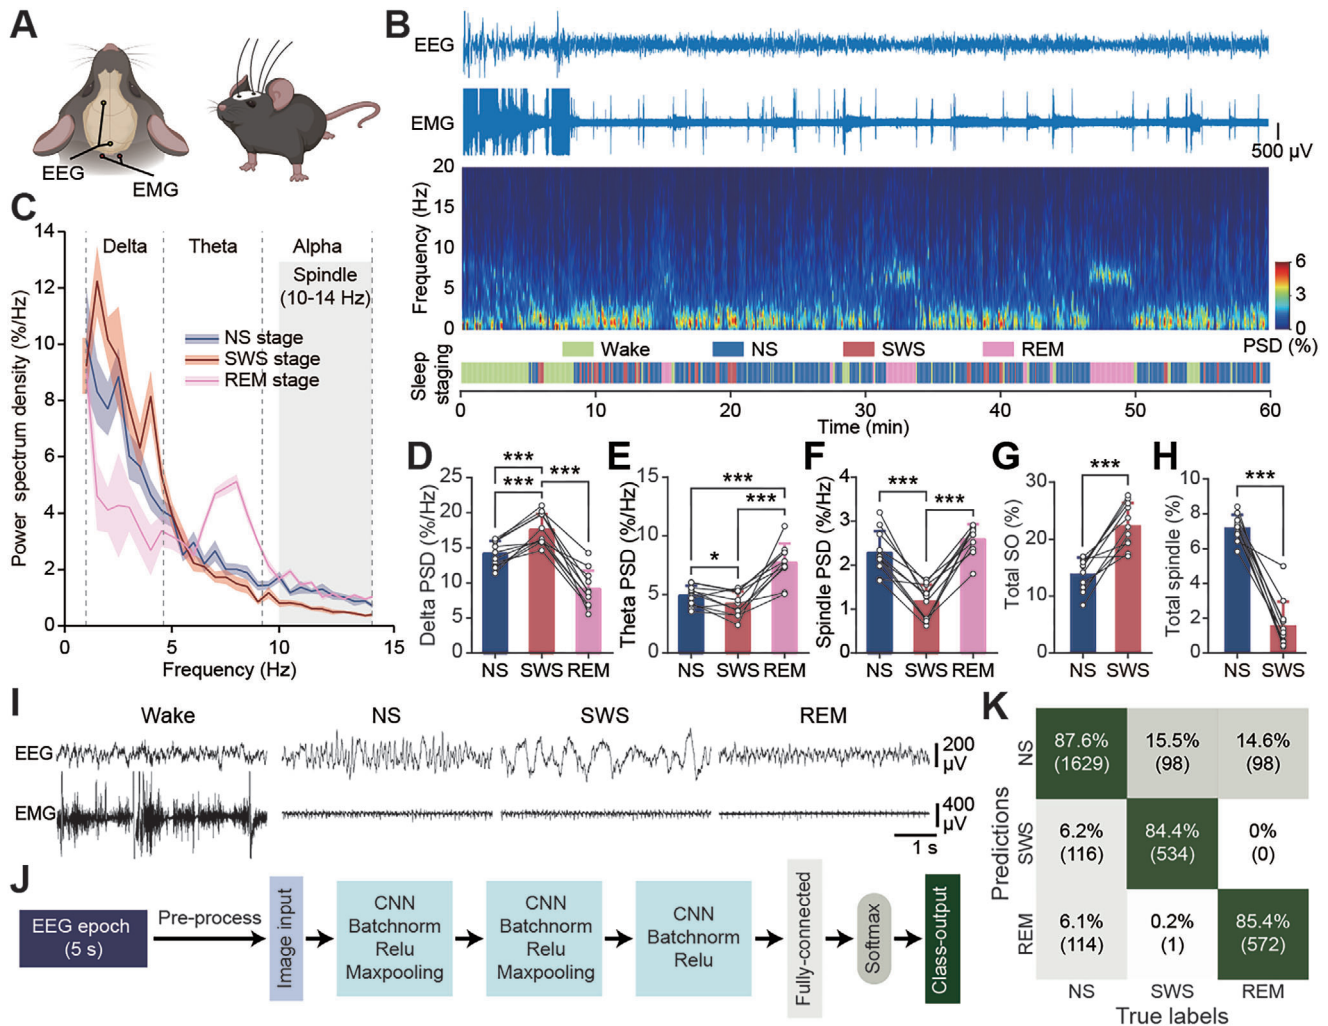 A
EEG
EMG
B
EEG
EMG
500 µV
20
15
10
5
0
Frequency (Hz)
6
3
0
PSD (%)
Wake
NS
SWS
REM
Sleep
staging
0
10
20
30
40
50
60
Time (min)
C
14
12
10
8
6
4
2
0
Power spectrum density (%/Hz)
Delta
Theta
Alpha
Spindle
(10-14 Hz)
NS stage
SWS stage
REM stage
0
5
10
15
Frequency (Hz)
D
25
20
15
10
5
0
Delta PSD (%/Hz)
***
***
***
NS
SWS
REM
E
15
10
5
0
Theta PSD (%/Hz)
***
***
*
NS
SWS
REM
F
4
3
2
1
0
Spindle PSD (%/Hz)
***
***
NS
SWS
REM
G
30
20
10
0
Total SO (%)
***
NS
SWS
H
10
8
6
4
2
0
Total spindle (%)
***
NS
SWS
I
Wake
NS
SWS
REM
EEG
EMG
200
µV
400
µV
1 s
J
EEG epoch
(5 s)
Pre-process
Image input
CNN
Batchnorm
Relu
Maxpooling
CNN
Batchnorm
Relu
Maxpooling
CNN
Batchnorm
Relu
Fully-connected
Softmax
Class-output
K
Predictions
NS
SWS
REM
87.6%
(1629)
15.5%
(98)
14.6%
(98)
6.2%
(116)
84.4%
(534)
0%
(0)
6.1%
(114)
0.2%
(1)
85.4%
(572)
NS
SWS
REM
True labels